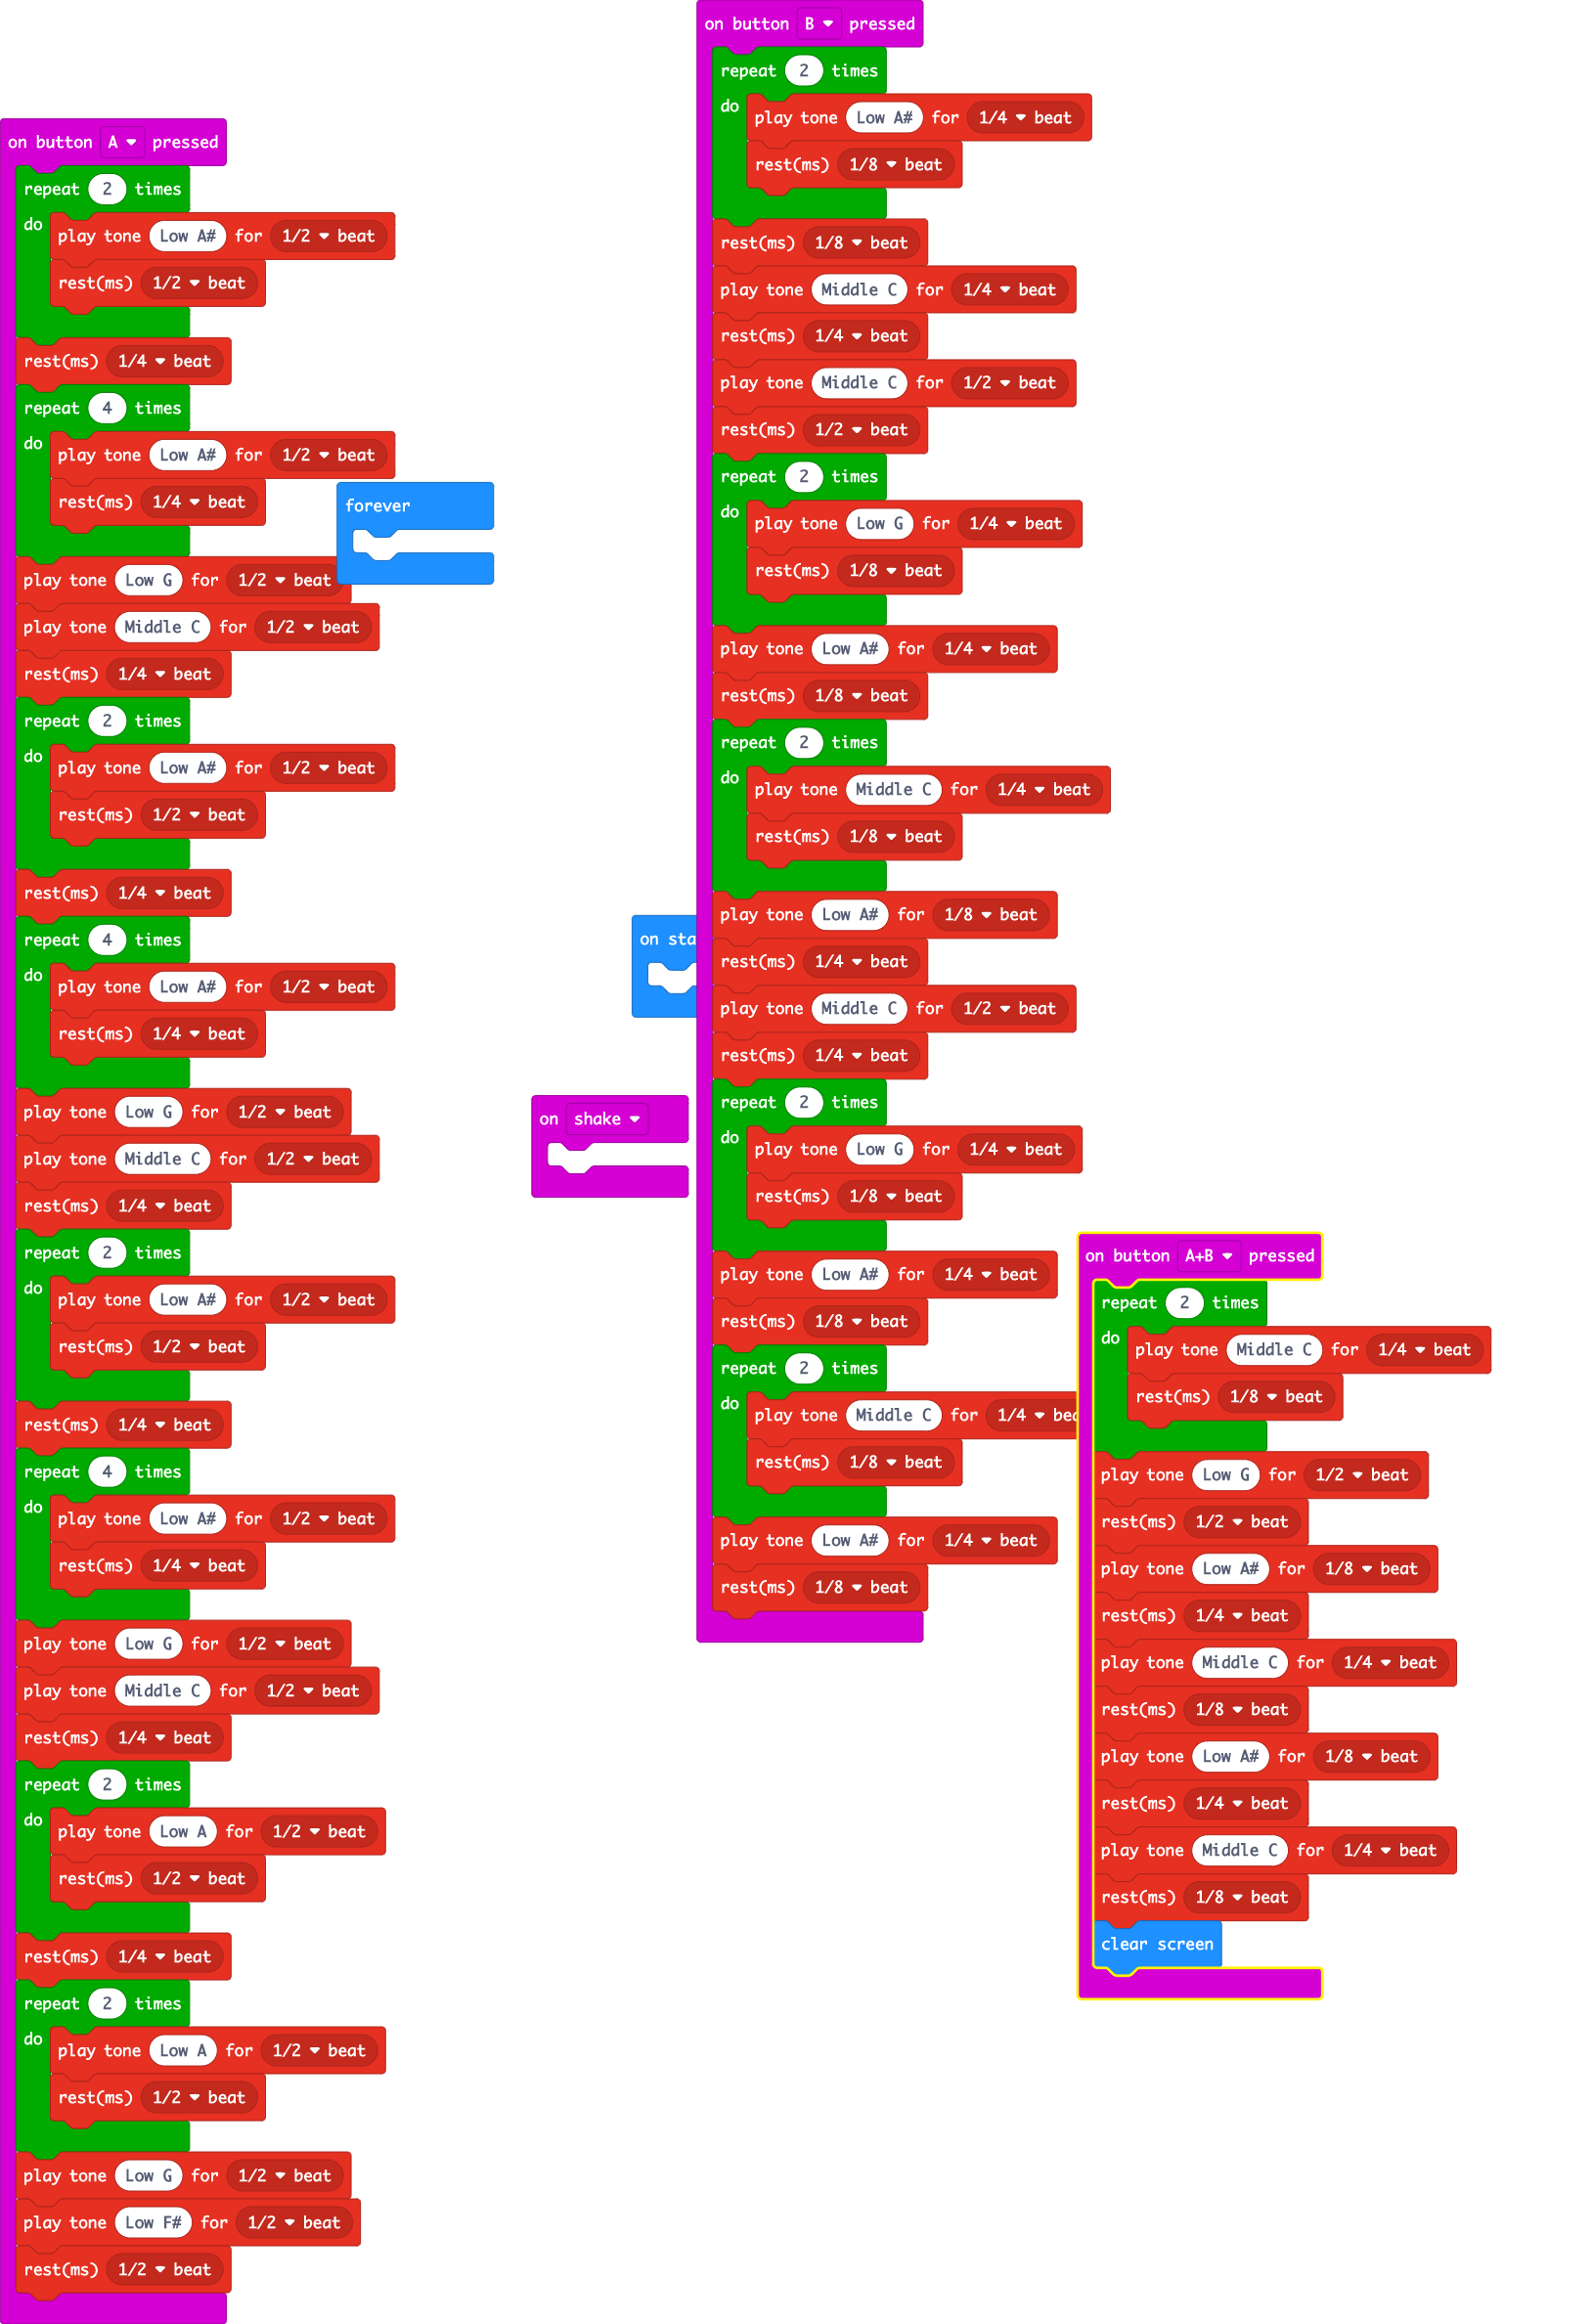 on button A pressed
repeat 2 times
do
play tone Low A# for 1/2 beat
rest(ms) 1/2 beat
rest(ms) 1/4 beat
repeat 4 times
do
play tone Low A# for 1/2 beat
rest(ms) 1/4 beat
play tone Low G for 1/2 beat
play tone Middle C for 1/2 beat
rest(ms) 1/4 beat
repeat 2 times
do
play tone Low A# for 1/2 beat
rest(ms) 1/2 beat
rest(ms) 1/4 beat
repeat 4 times
do
play tone Low A# for 1/2 beat
rest(ms) 1/4 beat
play tone Low G for 1/2 beat
play tone Middle C for 1/2 beat
rest(ms) 1/4 beat
repeat 2 times
do
play tone Low A# for 1/2 beat
rest(ms) 1/2 beat
rest(ms) 1/4 beat
repeat 4 times
do
play tone Low A# for 1/2 beat
rest(ms) 1/4 beat
play tone Low G for 1/2 beat
play tone Middle C for 1/2 beat
rest(ms) 1/4 beat
repeat 2 times
do
play tone Low A for 1/2 beat
rest(ms) 1/2 beat
rest(ms) 1/4 beat
repeat 2 times
do
play tone Low A for 1/2 beat
rest(ms) 1/2 beat
play tone Low G for 1/2 beat
play tone Low F# for 1/2 beat
rest(ms) 1/2 beat
forever
on sta
on shake
on button B pressed
repeat 2 times
do
play tone Low A# for 1/4 beat
rest(ms) 1/8 beat
rest(ms) 1/8 beat
play tone Middle C for 1/4 beat
rest(ms) 1/4 beat
play tone Middle C for 1/2 beat
rest(ms) 1/2 beat
repeat 2 times
do
play tone Low G for 1/4 beat
rest(ms) 1/8 beat
play tone Low A# for 1/4 beat
rest(ms) 1/8 beat
repeat 2 times
do
play tone Middle C for 1/4 beat
rest(ms) 1/8 beat
play tone Low A# for 1/8 beat
rest(ms) 1/4 beat
play tone Middle C for 1/2 beat
rest(ms) 1/4 beat
repeat 2 times
do
play tone Low G for 1/4 beat
rest(ms) 1/8 beat
play tone Low A# for 1/4 beat
rest(ms) 1/8 beat
repeat 2 times
do
play tone Middle C for 1/4 bea
rest(ms) 1/8 beat
play tone Low A# for 1/4 beat
rest(ms) 1/8 beat
on button A+B pressed
repeat 2 times
do
play tone Middle C for 1/4 beat
rest(ms) 1/8 beat
play tone Low G for 1/2 beat
rest(ms) 1/2 beat
play tone Low A# for 1/8 beat
rest(ms) 1/4 beat
play tone Middle C for 1/4 beat
rest(ms) 1/8 beat
play tone Low A# for 1/8 beat
rest(ms) 1/4 beat
play tone Middle C for 1/4 beat
rest(ms) 1/8 beat
clear screen